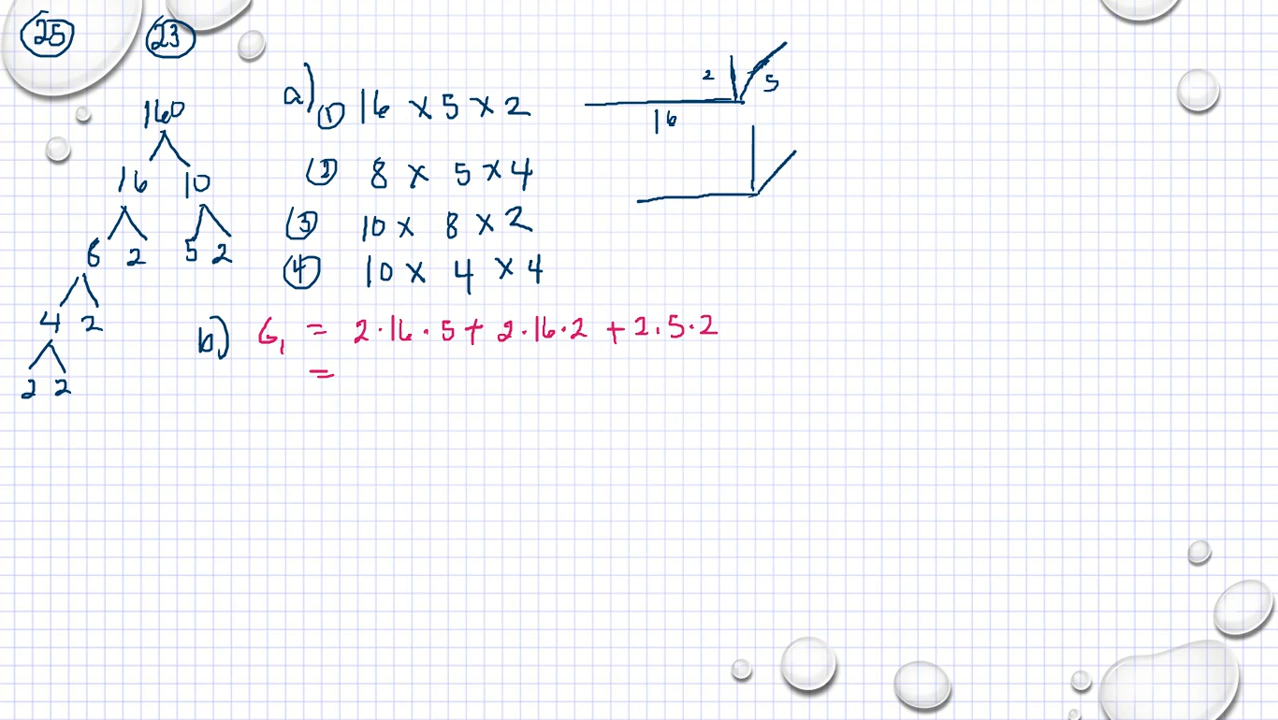 25 23
160
16 10
8 2 5 2
4 2
2 2
a) ① 16 × 5 × 2
② 8 × 5 × 4
③ 10 × 8 × 2
④ 10 × 4 × 4
2 5
16
b) G₁ = 2·16·5 + 2·16·2 + 2·5·2
=